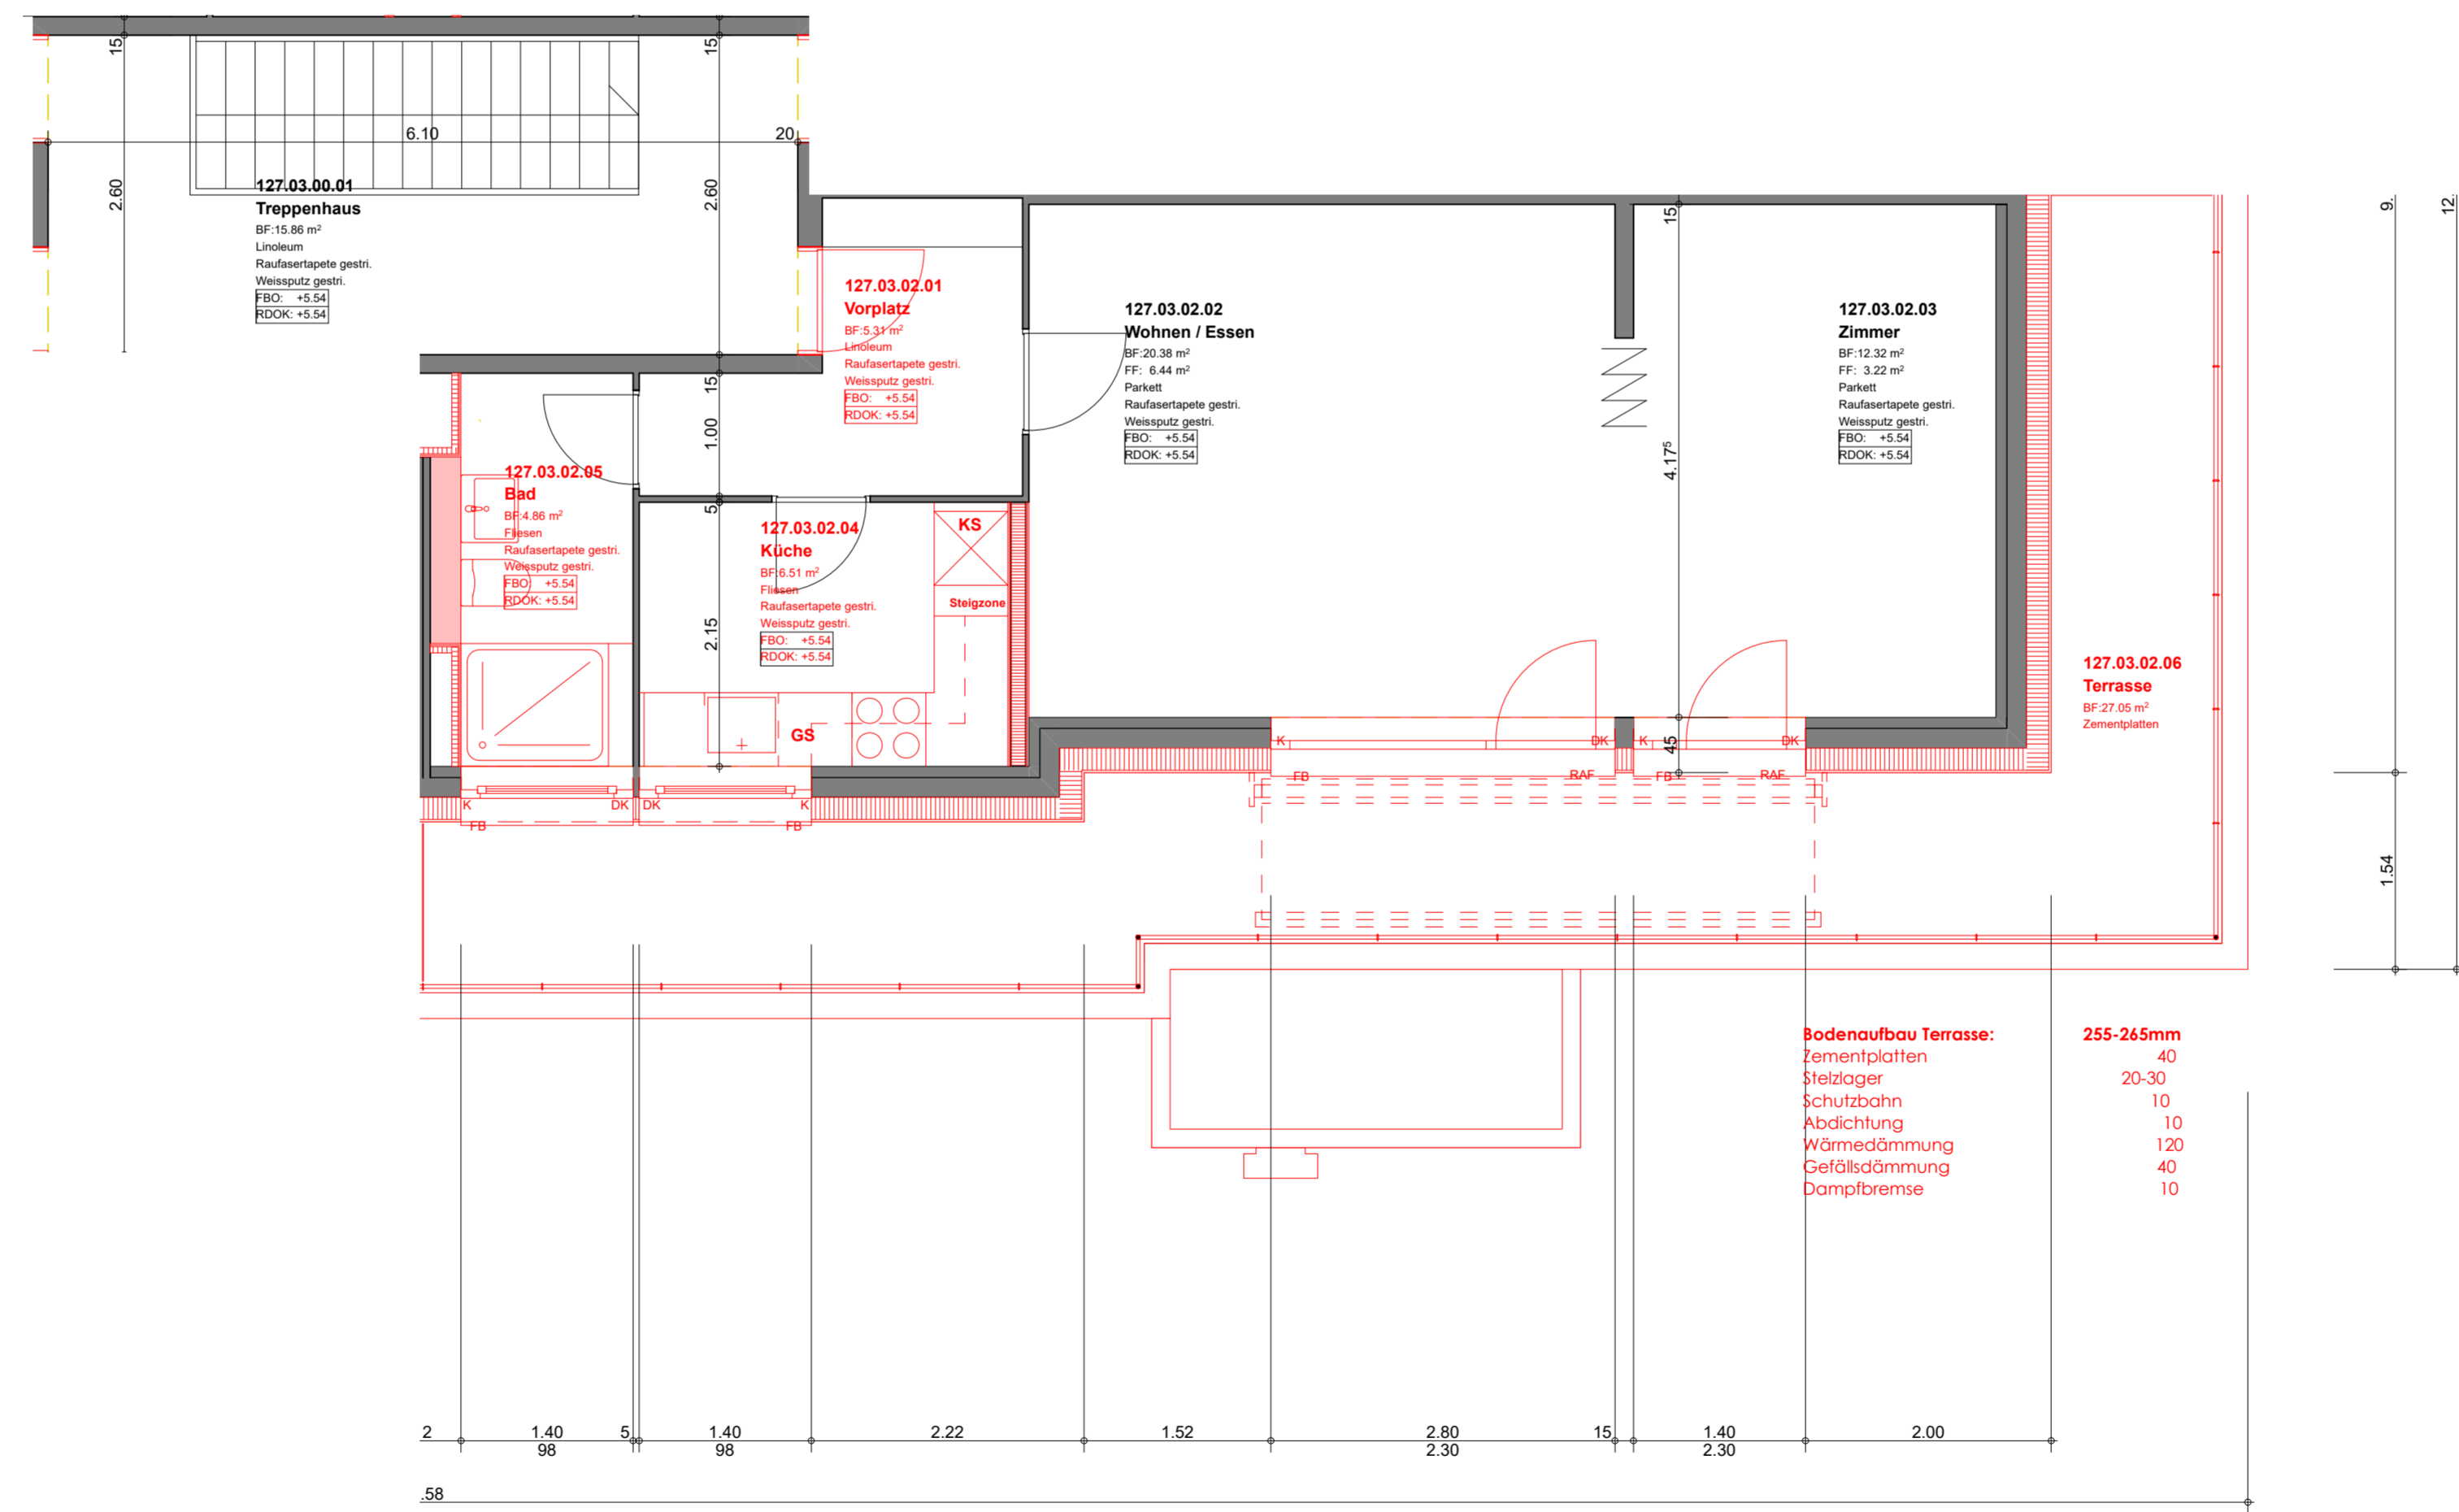 15
15
6.10
20
2.60
2.60
127.03.00.01
Treppenhaus
BF:15.86 m²
Linoleum
Raufasertapete gestri.
Weissputz gestri.
FBO: +5.54
RDOK: +5.54
127.03.02.01
Vorplatz
BF:5.31 m²
Linoleum
Raufasertapete gestri.
Weissputz gestri.
FBO: +5.54
RDOK: +5.54
127.03.02.02
Wohnen / Essen
BF:20.38 m²
FF: 6.44 m²
Parkett
Raufasertapete gestri.
Weissputz gestri.
FBO: +5.54
RDOK: +5.54
15
4.17⁵
45
127.03.02.03
Zimmer
BF:12.32 m²
FF: 3.22 m²
Parkett
Raufasertapete gestri.
Weissputz gestri.
FBO: +5.54
RDOK: +5.54
9.
12.
15
1.00
5
2.15
127.03.02.05
Bad
BF:4.86 m²
Fliesen
Raufasertapete gestri.
Weissputz gestri.
FBO: +5.54
RDOK: +5.54
127.03.02.04
Küche
BF:6.51 m²
Fliesen
Raufasertapete gestri.
Weissputz gestri.
FBO: +5.54
RDOK: +5.54
KS
Steigzone
GS
127.03.02.06
Terrasse
BF:27.05 m²
Zementplatten
K
DK
K
DK
FB
RAF
FB
RAF
K
DK
DK
K
FB
FB
1.54
Bodenaufbau Terrasse: 255-265mm
Zementplatten 40
Stelzlager 20-30
Schutzbahn 10
Abdichtung 10
Wärmedämmung 120
Gefällsdämmung 40
Dampfbremse 10
2 1.40 5 1.40 2.22 1.52 2.80 15 1.40 2.00
98 98 2.30 2.30
.58